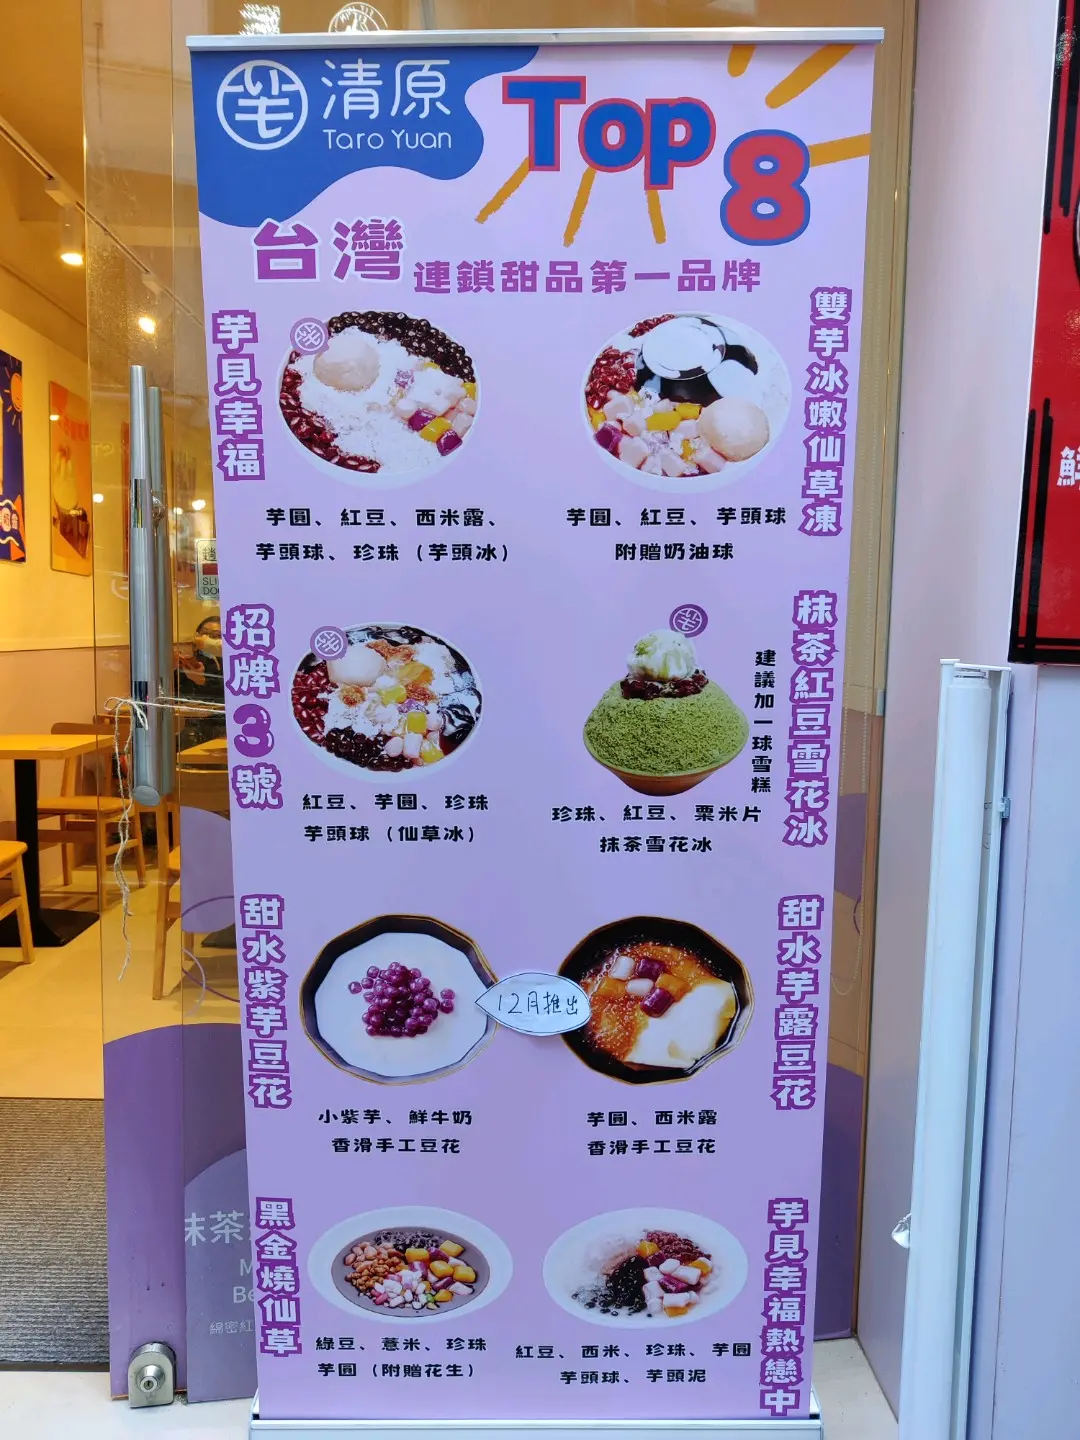 清原
Taro Yuan
Top
8
台灣
連鎖甜品第一品牌
芋見幸福
芋圓、紅豆、西米露、
芋頭球、珍珠（芋頭冰）
雙芋冰嫩仙草凍
芋圓、紅豆、芋頭球
附贈奶油球
招牌3號
紅豆、芋圓、珍珠
芋頭球（仙草冰）
抹茶紅豆雪花冰
建議加一球雪糕
珍珠、紅豆、粟米片
抹茶雪花冰
甜水紫芋豆花
小紫芋、鮮牛奶
香滑手工豆花
12月推出
甜水芋露豆花
芋圓、西米露
香滑手工豆花
黑金燒仙草
綠豆、薏米、珍珠
芋圓（附贈花生）
芋見幸福熱戀中
紅豆、西米、珍珠、芋圓
芋頭球、芋頭泥
抹茶
綿密紅
鮮